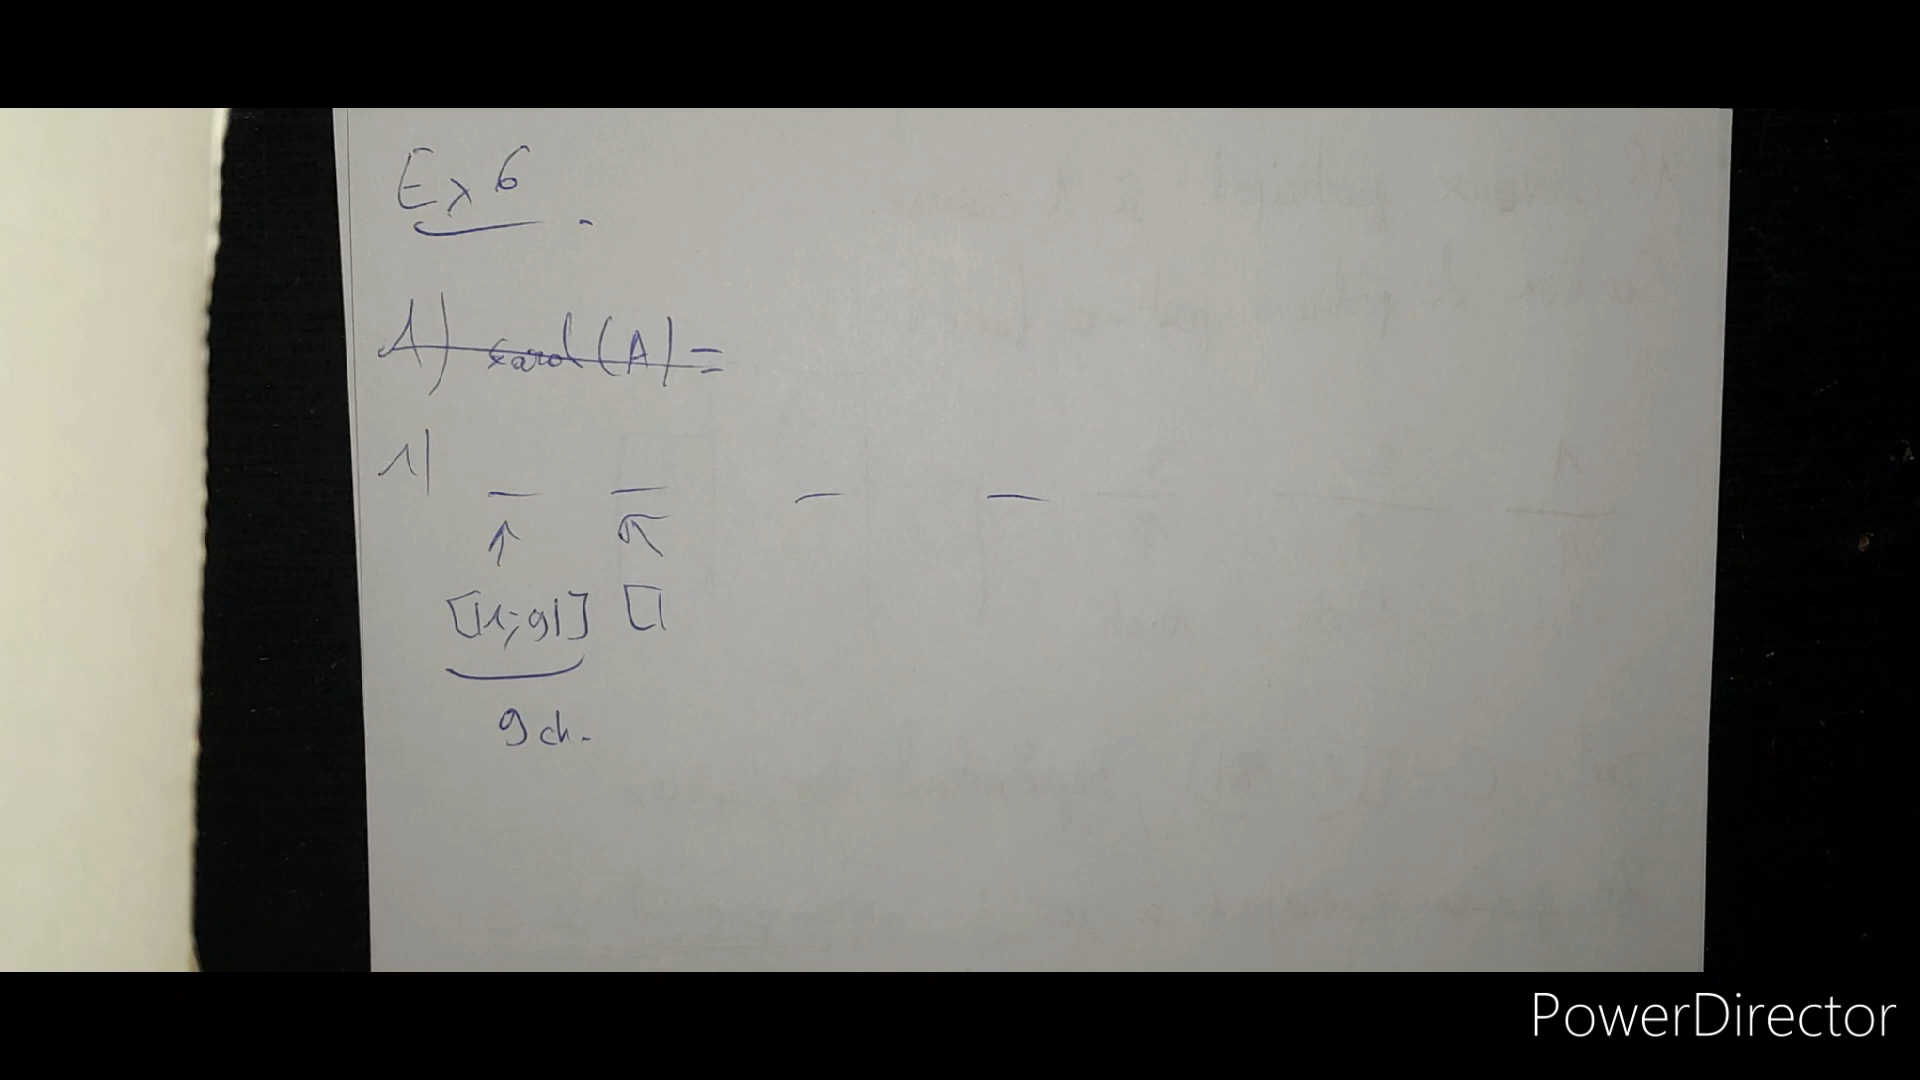 Ex 6
1) card(A) =
1)
[|1;9|] [|
9 ch.
PowerDirector